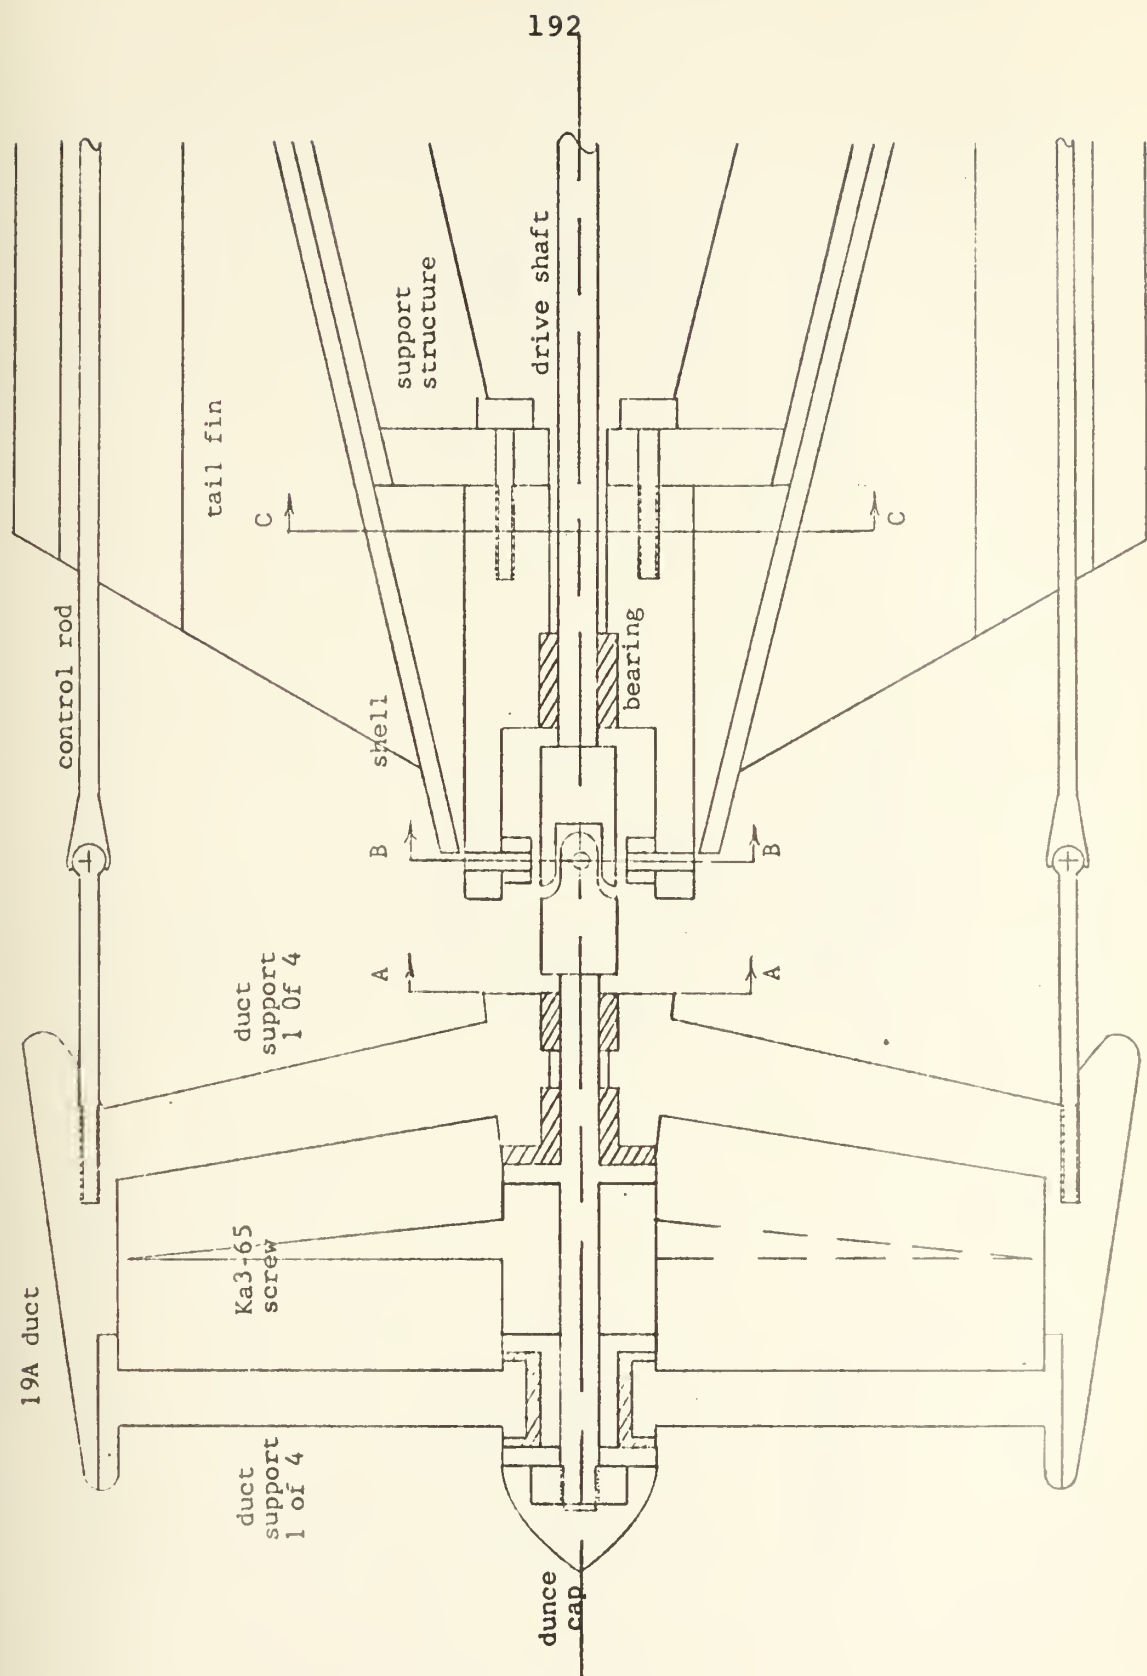 192
control rod
tail fin
support
structure
drive shaft
C
C
shell
bearing
B
B
A
A
duct
support
1 Of 4
19A duct
Ka3-65
screw
duct
support
1 of 4
dunce
cap